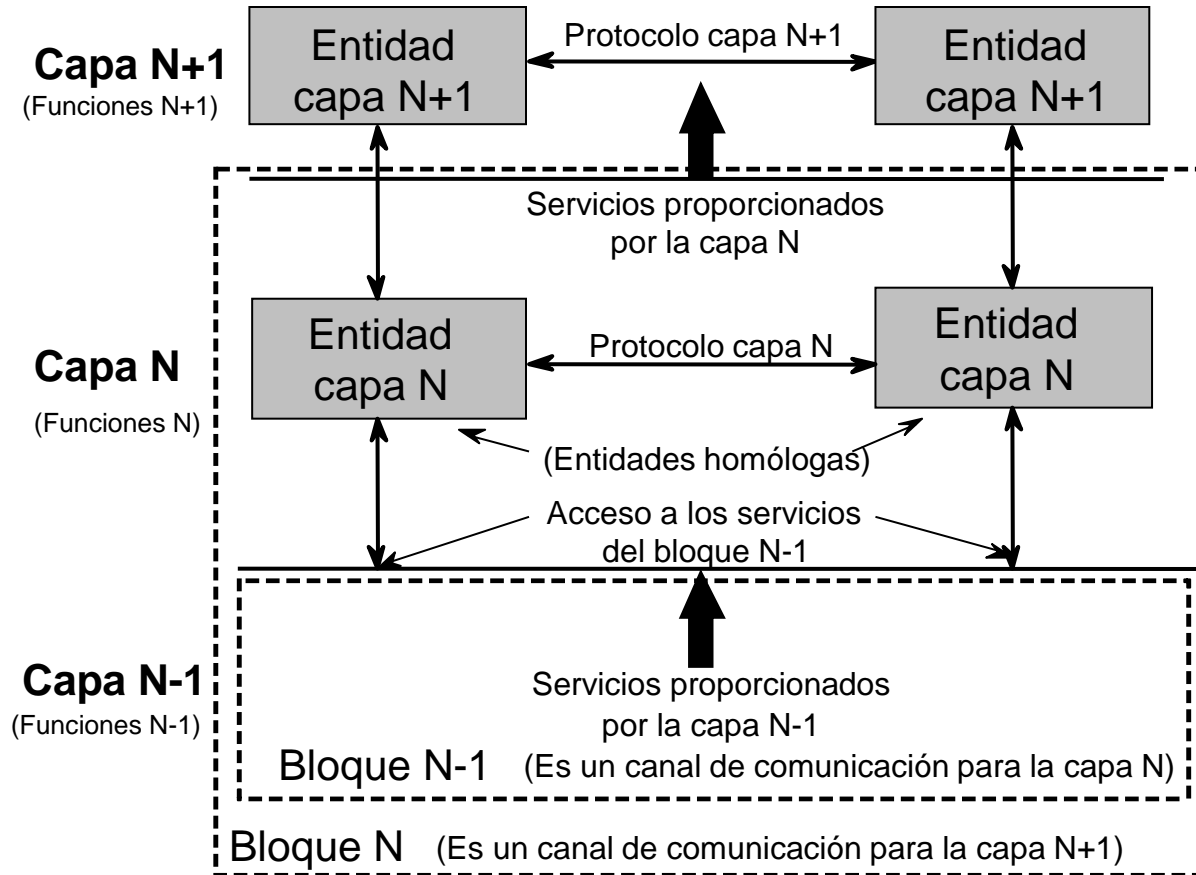 Capa N+1
(Funciones N+1)
Entidad
capa N+1
Protocolo capa N+1
Entidad
capa N+1
Servicios proporcionados
por la capa N
Capa N
(Funciones N)
Entidad
capa N
Protocolo capa N
Entidad
capa N
(Entidades homólogas)
Acceso a los servicios
del bloque N-1
Capa N-1
(Funciones N-1)
Servicios proporcionados
por la capa N-1
Bloque N-1 (Es un canal de comunicación para la capa N)
Bloque N (Es un canal de comunicación para la capa N+1)